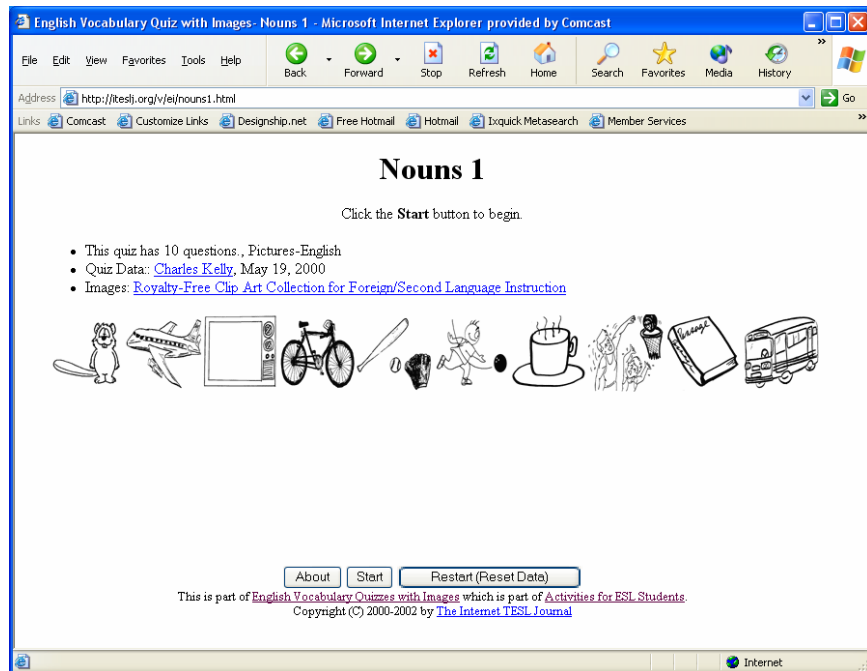 English Vocabulary Quiz with Images- Nouns 1 - Microsoft Internet Explorer provided by Comcast
File Edit View Favorites Tools Help
Back Forward Stop Refresh Home Search Favorites Media History »
Address http://iteslj.org/v/ei/nouns1.html Go
Links Comcast Customize Links Designship.net Free Hotmail Hotmail Ixquick Metasearch Member Services »
Nouns 1
Click the Start button to begin.
• This quiz has 10 questions., Pictures-English
• Quiz Data:: Charles Kelly, May 19, 2000
• Images: Royalty-Free Clip Art Collection for Foreign/Second Language Instruction
About Start Restart (Reset Data)
This is part of English Vocabulary Quizzes with Images which is part of Activities for ESL Students.
Copyright (C) 2000-2002 by The Internet TESL Journal
Internet